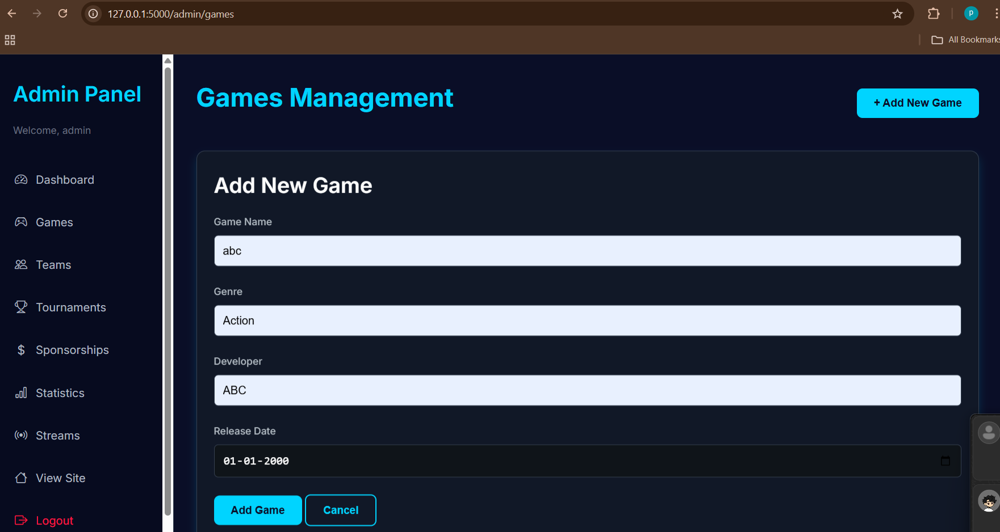 127.0.0.1:5000/admin/games
P
All Bookmarks
Admin Panel
Welcome, admin
Dashboard
Games
Teams
Tournaments
Sponsorships
Statistics
Streams
View Site
Logout
Games Management
+ Add New Game
Add New Game
Game Name
abc
Genre
Action
Developer
ABC
Release Date
01-01-2000
Add Game
Cancel